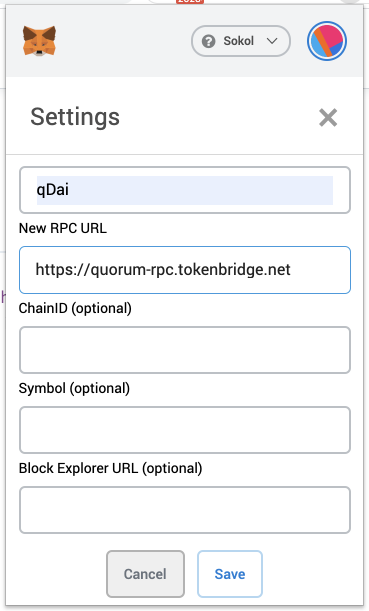 Sokol
Settings
qDai
New RPC URL
https://quorum-rpc.tokenbridge.net
ChainID (optional)
Symbol (optional)
Block Explorer URL (optional)
Cancel
Save